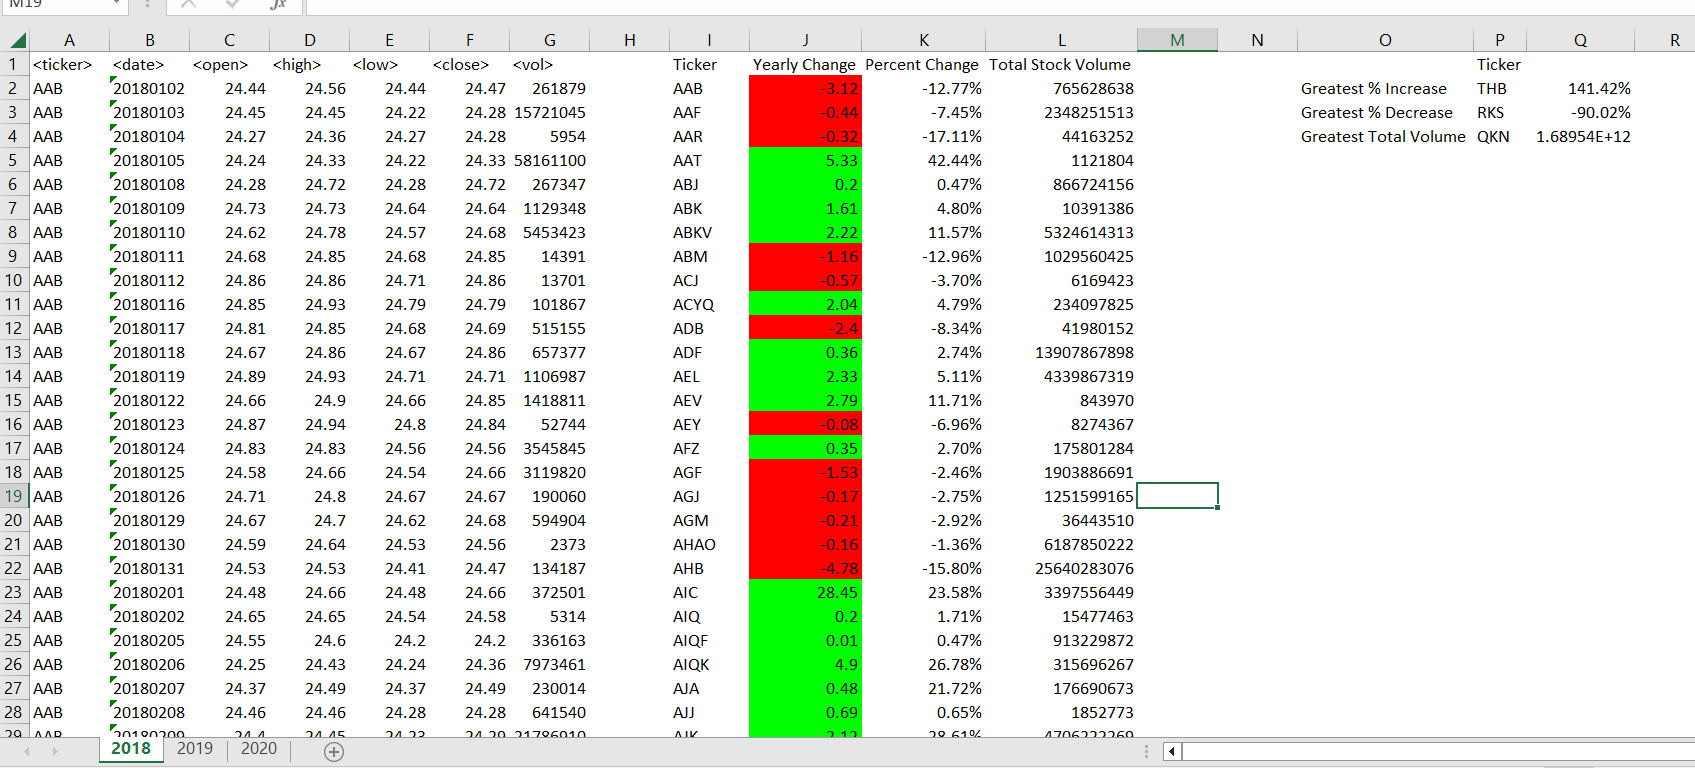 M19 fx
A B C D E F G H I J K L M N O P Q R
1 <ticker> <date> <open> <high> <low> <close> <vol> Ticker Yearly Change Percent Change Total Stock Volume Ticker
2 AAB 20180102 24.44 24.56 24.44 24.47 261879 AAB -3.12 -12.77% 765628638 Greatest % Increase THB 141.42%
3 AAB 20180103 24.45 24.45 24.22 24.28 15721045 AAF -0.44 -7.45% 2348251513 Greatest % Decrease RKS -90.02%
4 AAB 20180104 24.27 24.36 24.27 24.28 5954 AAR -0.32 -17.11% 44163252 Greatest Total Volume QKN 1.68954E+12
5 AAB 20180105 24.24 24.33 24.22 24.33 58161100 AAT 5.33 42.44% 1121804
6 AAB 20180108 24.28 24.72 24.28 24.72 267347 ABJ 0.2 0.47% 866724156
7 AAB 20180109 24.73 24.73 24.64 24.64 1129348 ABK 1.61 4.80% 10391386
8 AAB 20180110 24.62 24.78 24.57 24.68 5453423 ABKV 2.22 11.57% 5324614313
9 AAB 20180111 24.68 24.85 24.68 24.85 14391 ABM -1.16 -12.96% 1029560425
10 AAB 20180112 24.86 24.86 24.71 24.86 13701 ACJ -0.57 -3.70% 6169423
11 AAB 20180116 24.85 24.93 24.79 24.79 101867 ACYQ 2.04 4.79% 234097825
12 AAB 20180117 24.81 24.85 24.68 24.69 515155 ADB -2.4 -8.34% 41980152
13 AAB 20180118 24.67 24.86 24.67 24.86 657377 ADF 0.36 2.74% 13907867898
14 AAB 20180119 24.89 24.93 24.71 24.71 1106987 AEL 2.33 5.11% 4339867319
15 AAB 20180122 24.66 24.9 24.66 24.85 1418811 AEV 2.79 11.71% 843970
16 AAB 20180123 24.87 24.94 24.8 24.84 52744 AEY -0.08 -6.96% 8274367
17 AAB 20180124 24.83 24.83 24.56 24.56 3545845 AFZ 0.35 2.70% 175801284
18 AAB 20180125 24.58 24.66 24.54 24.66 3119820 AGF -1.53 -2.46% 1903886691
19 AAB 20180126 24.71 24.8 24.67 24.67 190060 AGJ -0.17 -2.75% 1251599165
20 AAB 20180129 24.67 24.7 24.62 24.68 594904 AGM -0.21 -2.92% 36443510
21 AAB 20180130 24.59 24.64 24.53 24.56 2373 AHAO -0.16 -1.36% 6187850222
22 AAB 20180131 24.53 24.53 24.41 24.47 134187 AHB -4.78 -15.80% 25640283076
23 AAB 20180201 24.48 24.66 24.48 24.66 372501 AIC 28.45 23.58% 3397556449
24 AAB 20180202 24.65 24.65 24.54 24.58 5314 AIQ 0.2 1.71% 15477463
25 AAB 20180205 24.55 24.6 24.2 24.2 336163 AIQF 0.01 0.47% 913229872
26 AAB 20180206 24.25 24.43 24.24 24.36 7973461 AIQK 4.9 26.78% 315696267
27 AAB 20180207 24.37 24.49 24.37 24.49 230014 AJA 0.48 21.72% 176690673
28 AAB 20180208 24.46 24.46 24.28 24.28 641540 AJJ 0.69 0.65% 1852773
29 AAB 20180209 24.4 24.45 24.23 24.29 21786910 AJK 2.12 28.61% 4706222269
2018 2019 2020